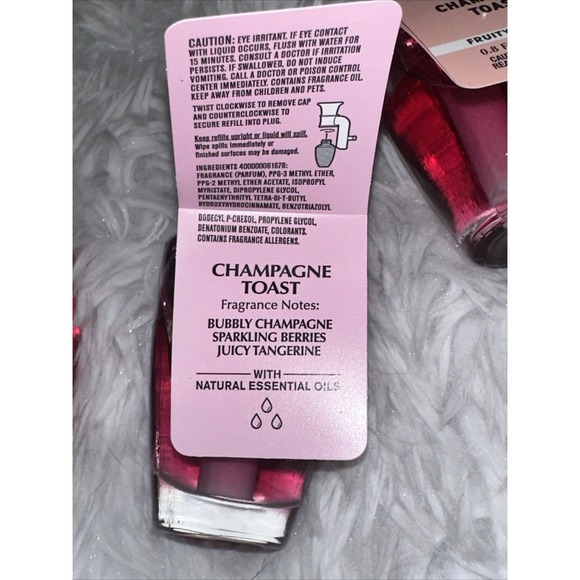 CAUTION: EYE IRRITANT. IF EYE CONTACT
WITH LIQUID OCCURS, FLUSH WITH WATER FOR
15 MINUTES. CONSULT A DOCTOR IF IRRITATION
PERSISTS. IF SWALLOWED, DO NOT INDUCE
VOMITING. CALL A DOCTOR OR POISON CONTROL
CENTER IMMEDIATELY. CONTAINS FRAGRANCE OIL.
KEEP AWAY FROM CHILDREN AND PETS.
TWIST CLOCKWISE TO REMOVE CAP
AND COUNTERCLOCKWISE TO
SECURE REFILL INTO PLUG.
Keep refills upright or liquid will spill.
Wipe spills immediately or
finished surfaces may be damaged.
INGREDIENTS 400000061678:
FRAGRANCE (PARFUM), PPG-3 METHYL ETHER,
PPG-2 METHYL ETHER ACETATE, ISOPROPYL
MYRISTATE, DIPROPYLENE GLYCOL,
PENTAERYTHRITYL TETRA-DI-T-BUTYL
HYDROXYHYDROCINNAMATE, BENZOTRIAZOLYL
DODECYL P-CRESOL, PROPYLENE GLYCOL,
DENATONIUM BENZOATE, COLORANTS.
CONTAINS FRAGRANCE ALLERGENS.
CHAMPAGNE
TOAST
Fragrance Notes:
BUBBLY CHAMPAGNE
SPARKLING BERRIES
JUICY TANGERINE
WITH
NATURAL ESSENTIAL OILS
TOAST
FRUITY
0.8 F